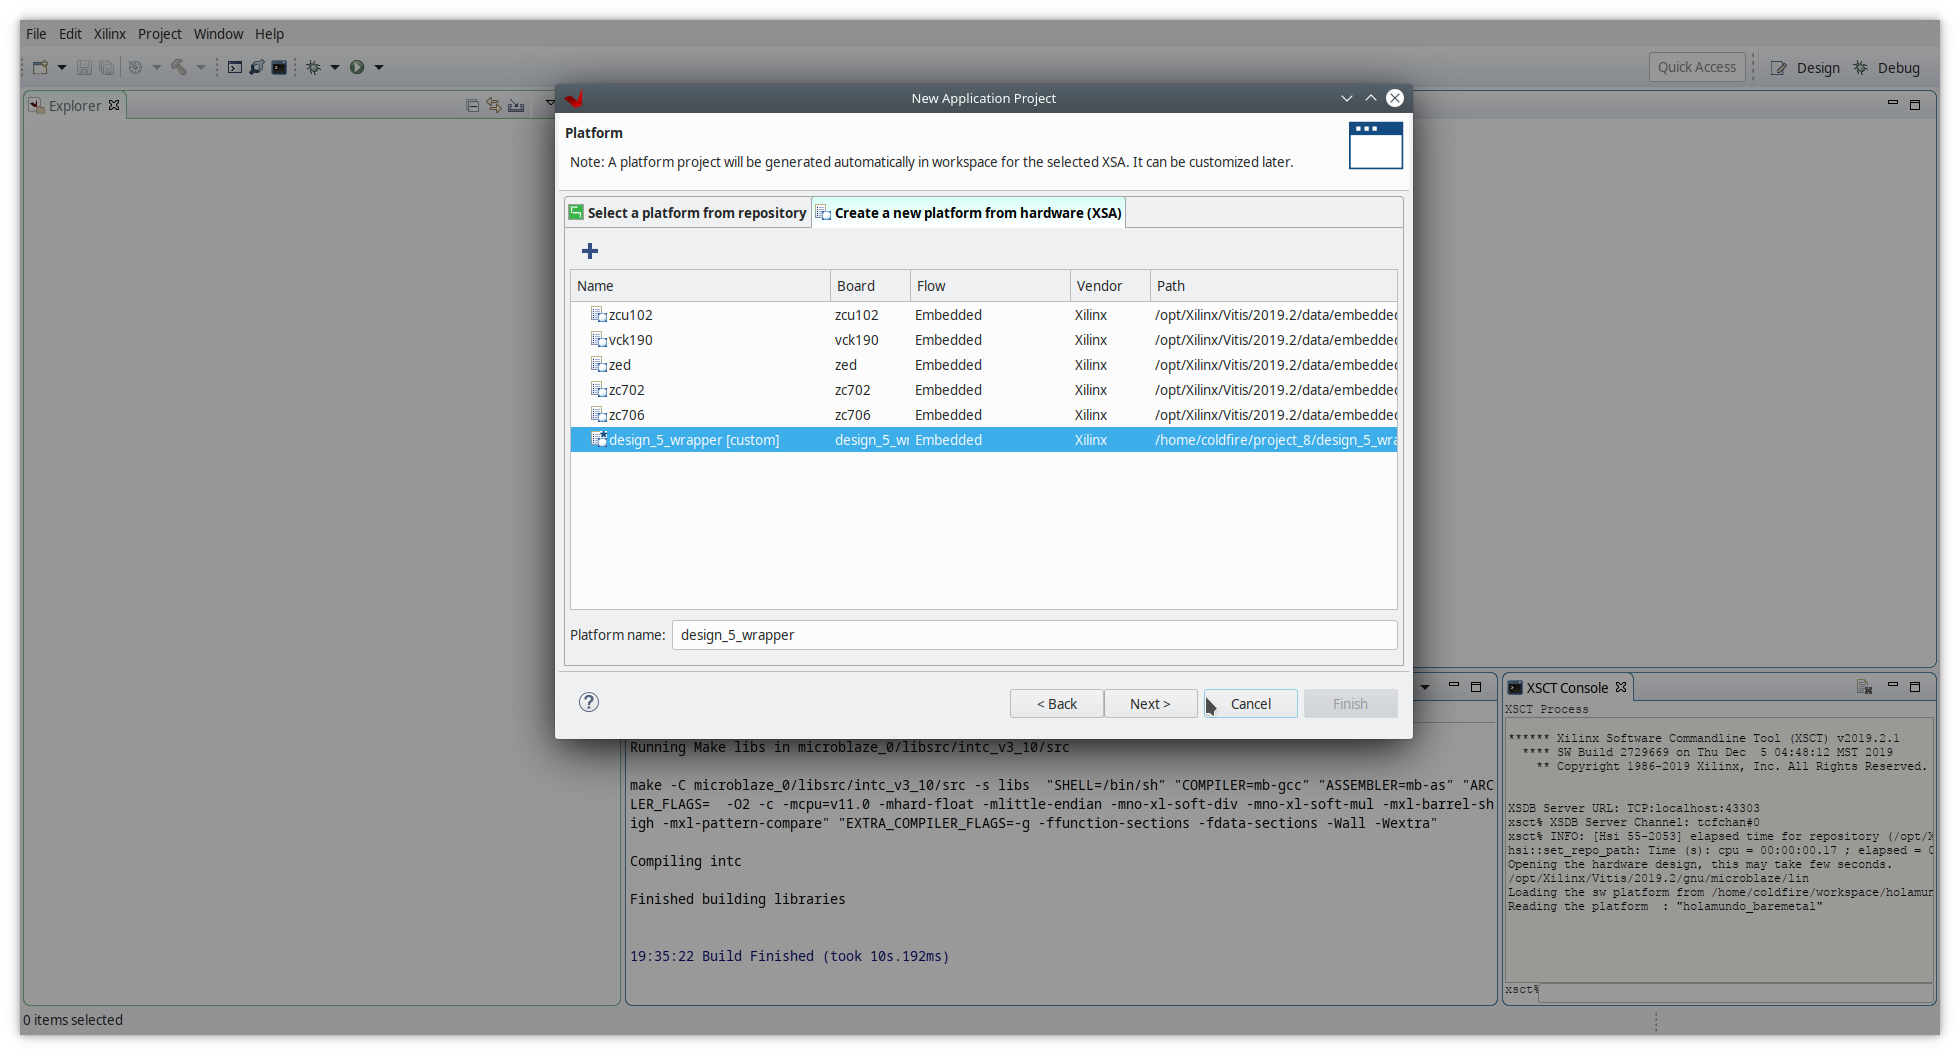 File Edit Xilinx Project Window Help
Quick Access
Design
Debug
Explorer
New Application Project
Platform
Note: A platform project will be generated automatically in workspace for the selected XSA. It can be customized later.
Select a platform from repository
Create a new platform from hardware (XSA)
Name Board Flow Vendor Path
zcu102 zcu102 Embedded Xilinx /opt/Xilinx/Vitis/2019.2/data/embedded
vck190 vck190 Embedded Xilinx /opt/Xilinx/Vitis/2019.2/data/embedded
zed zed Embedded Xilinx /opt/Xilinx/Vitis/2019.2/data/embedded
zc702 zc702 Embedded Xilinx /opt/Xilinx/Vitis/2019.2/data/embedded
zc706 zc706 Embedded Xilinx /opt/Xilinx/Vitis/2019.2/data/embedded
design_5_wrapper [custom] design_5_wr Embedded Xilinx /home/coldfire/project_8/design_5_wra
Platform name: design_5_wrapper
< Back Next > Cancel Finish
Running Make libs in microblaze_0/libsrc/intc_v3_10/src
make -C microblaze_0/libsrc/intc_v3_10/src -s libs "SHELL=/bin/sh" "COMPILER=mb-gcc" "ASSEMBLER=mb-as" "ARC
LER_FLAGS= -O2 -c -mcpu=v11.0 -mhard-float -mlittle-endian -mno-xl-soft-div -mno-xl-soft-mul -mxl-barrel-sh
igh -mxl-pattern-compare" "EXTRA_COMPILER_FLAGS=-g -ffunction-sections -fdata-sections -Wall -Wextra"
Compiling intc
Finished building libraries
19:35:22 Build Finished (took 10s.192ms)
XSCT Console
XSCT Process
****** Xilinx Software Commandline Tool (XSCT) v2019.2.1
**** SW Build 2729669 on Thu Dec 5 04:48:12 MST 2019
** Copyright 1986-2019 Xilinx, Inc. All Rights Reserved.
XSDB Server URL: TCP:localhost:43303
xsct% XSDB Server Channel: tcfchan#0
xsct% INFO: [Hsi 55-2053] elapsed time for repository (/opt/X
hsi::set_repo_path: Time (s): cpu = 00:00:00.17 ; elapsed = 0
Opening the hardware design, this may take few seconds.
/opt/Xilinx/Vitis/2019.2/gnu/microblaze/lin
Loading the sw platform from /home/coldfire/workspace/holamun
Reading the platform : "holamundo_baremetal"
xsct%
0 items selected